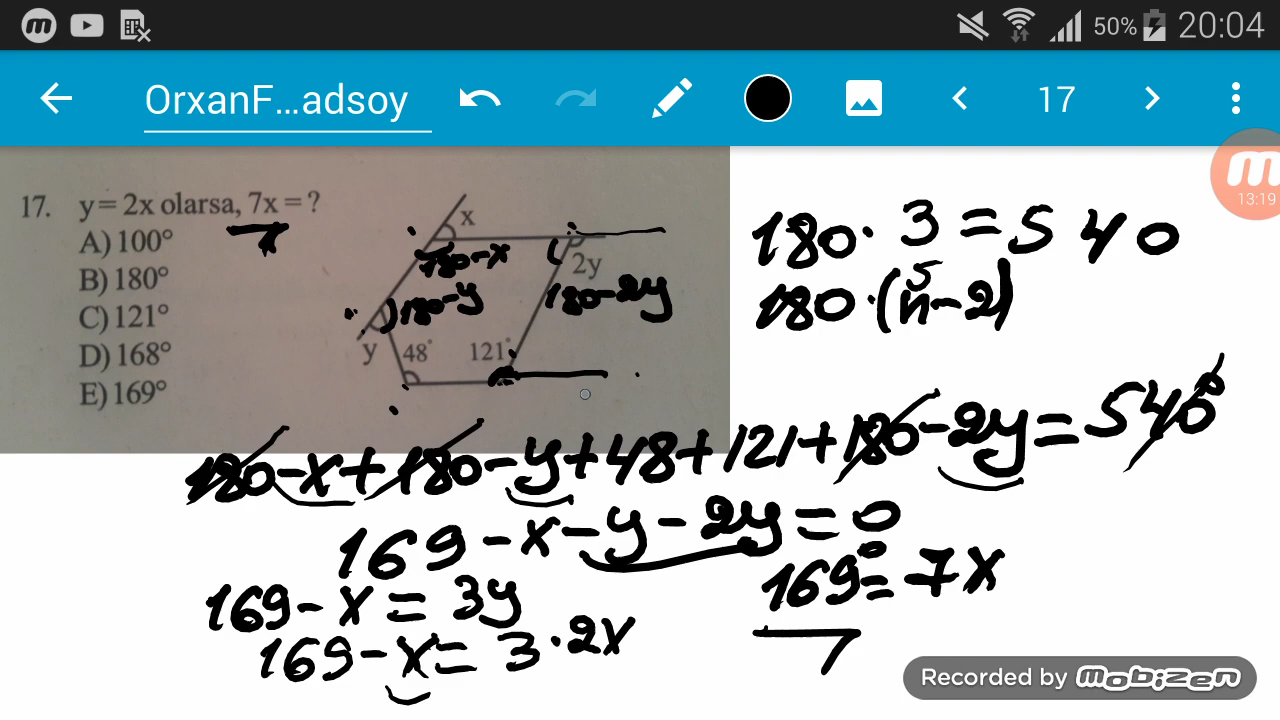 50% 20:04
OrxanF...adsoy 17
13:19
17. y= 2x olarsa, 7x = ?
A) 100°
B) 180°
C) 121°
D) 168°
E) 169°
x
180-x
2y
180-y
180-2y
y
48°
121°
180 · 3 = 540
180 · (n-2)
5
180-x+180-y+48+121+180-2y=540°
169-x-y-2y=0
169°=7x
169-x=3y
169-x=3·2x
Recorded by mobizen